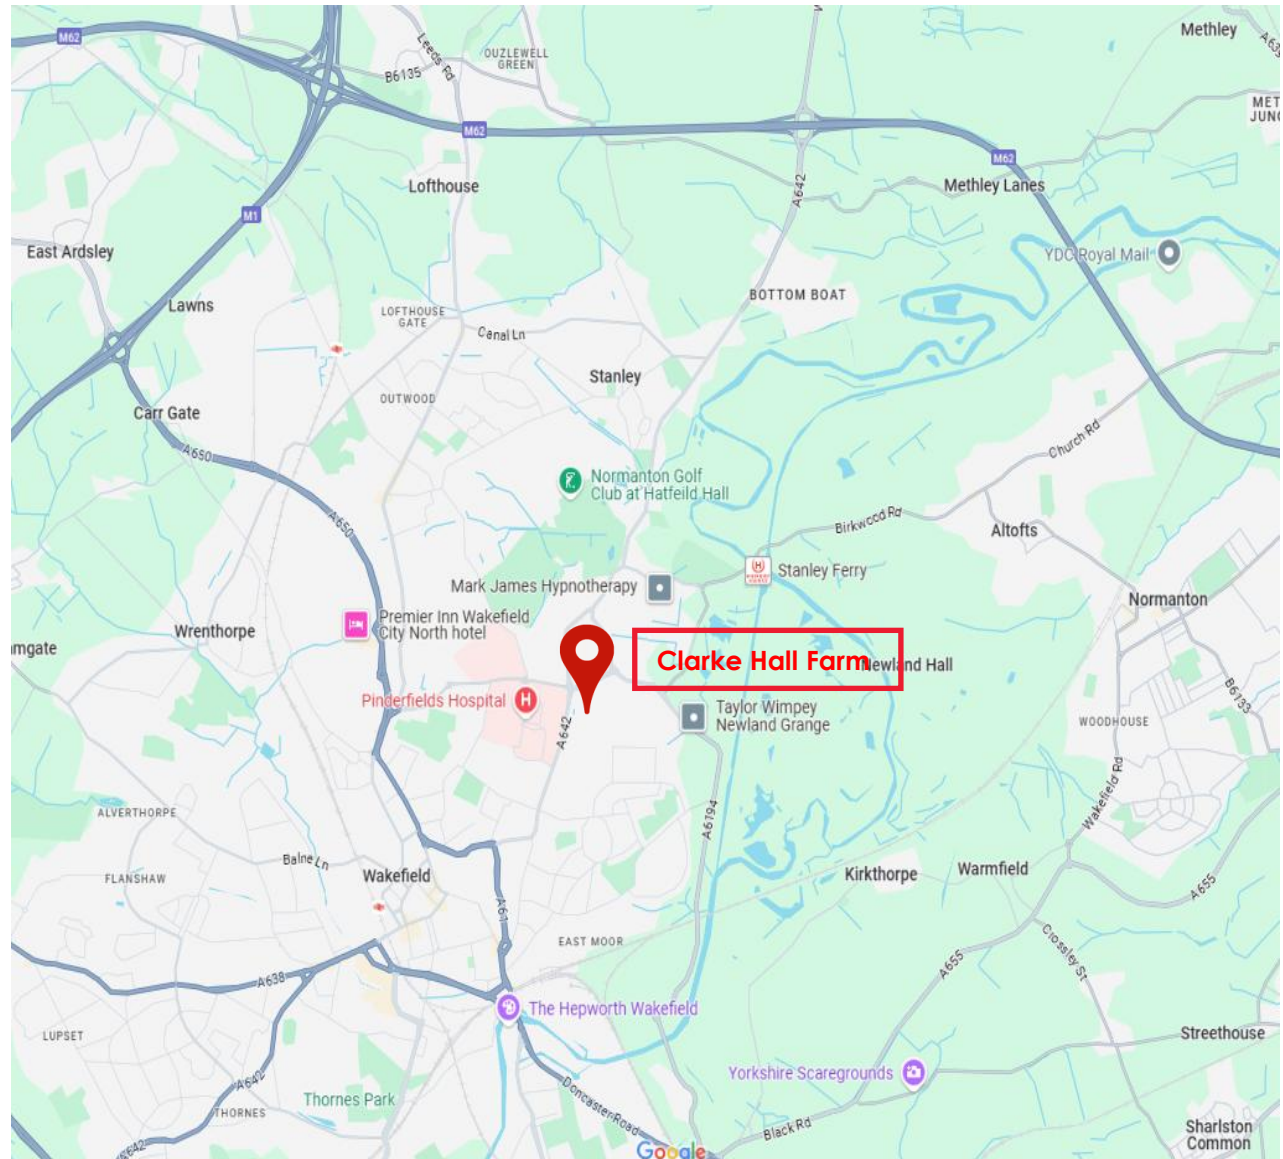 M62
Leeds Rd
B6135
OUZLEWELL
GREEN
Methley
A639
MET
JUNC
M62
M62
Lofthouse
A642
Methley Lanes
M1
East Ardsley
YDC Royal Mail
Lawns
BOTTOM BOAT
LOFTHOUSE
GATE
Canal Ln
Stanley
OUTWOOD
Carr Gate
A650
Church Rd
Normanton Golf
Club at Hatfeild Hall
A650
Birkwood Rd
Altofts
Stanley Ferry
Mark James Hypnotherapy
Normanton
Premier Inn Wakefield
City North hotel
Wrenthorpe
amgate
Clarke Hall Farm
Newland Hall
Pinderfields Hospital
H
A642
Taylor Wimpey
Newland Grange
B6133
WOODHOUSE
Wakefield Rd
ALVERTHORPE
A6194
Balne Ln
Wakefield
FLANSHAW
Kirkthorpe
Warmfield
A655
A61
EAST MOOR
Crossley St
A655
A638
The Hepworth Wakefield
LUPSET
Streethouse
Yorkshire Scaregrounds
A642
Thornes Park
THORNES
Doncaster Road
Black Rd
Sharlston
Common
A642
Google